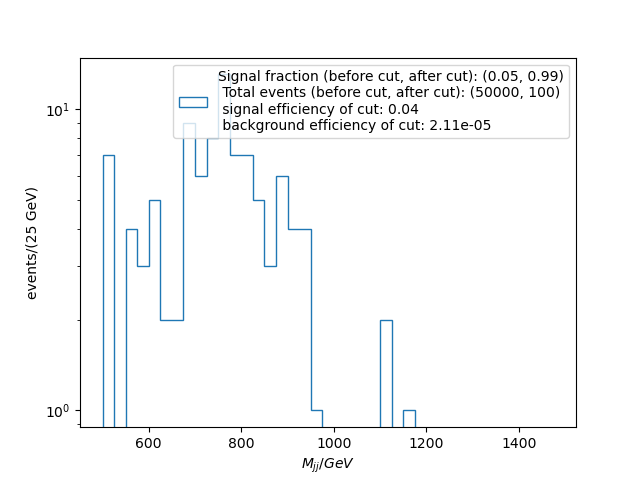 Signal fraction (before cut, after cut): (0.05, 0.99)
Total events (before cut, after cut): (50000, 100)
signal efficiency of cut: 0.04
background efficiency of cut: 2.11e-05
10¹
10⁰
events/(25 GeV)
600 800 1000 1200 1400
M_{jj}/GeV